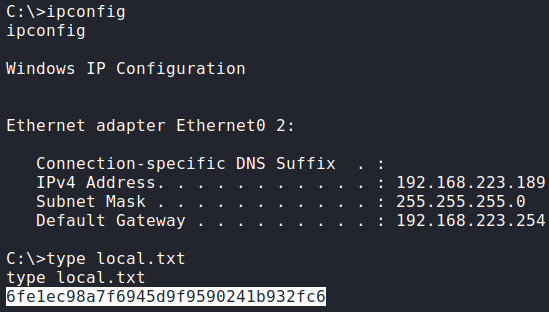 C:\>ipconfig
ipconfig
Windows IP Configuration
Ethernet adapter Ethernet0 2:
   Connection-specific DNS Suffix  . :
   IPv4 Address. . . . . . . . . . . : 192.168.223.189
   Subnet Mask . . . . . . . . . . . : 255.255.255.0
   Default Gateway . . . . . . . . . : 192.168.223.254
C:\>type local.txt
type local.txt
6fe1ec98a7f6945d9f9590241b932fc6